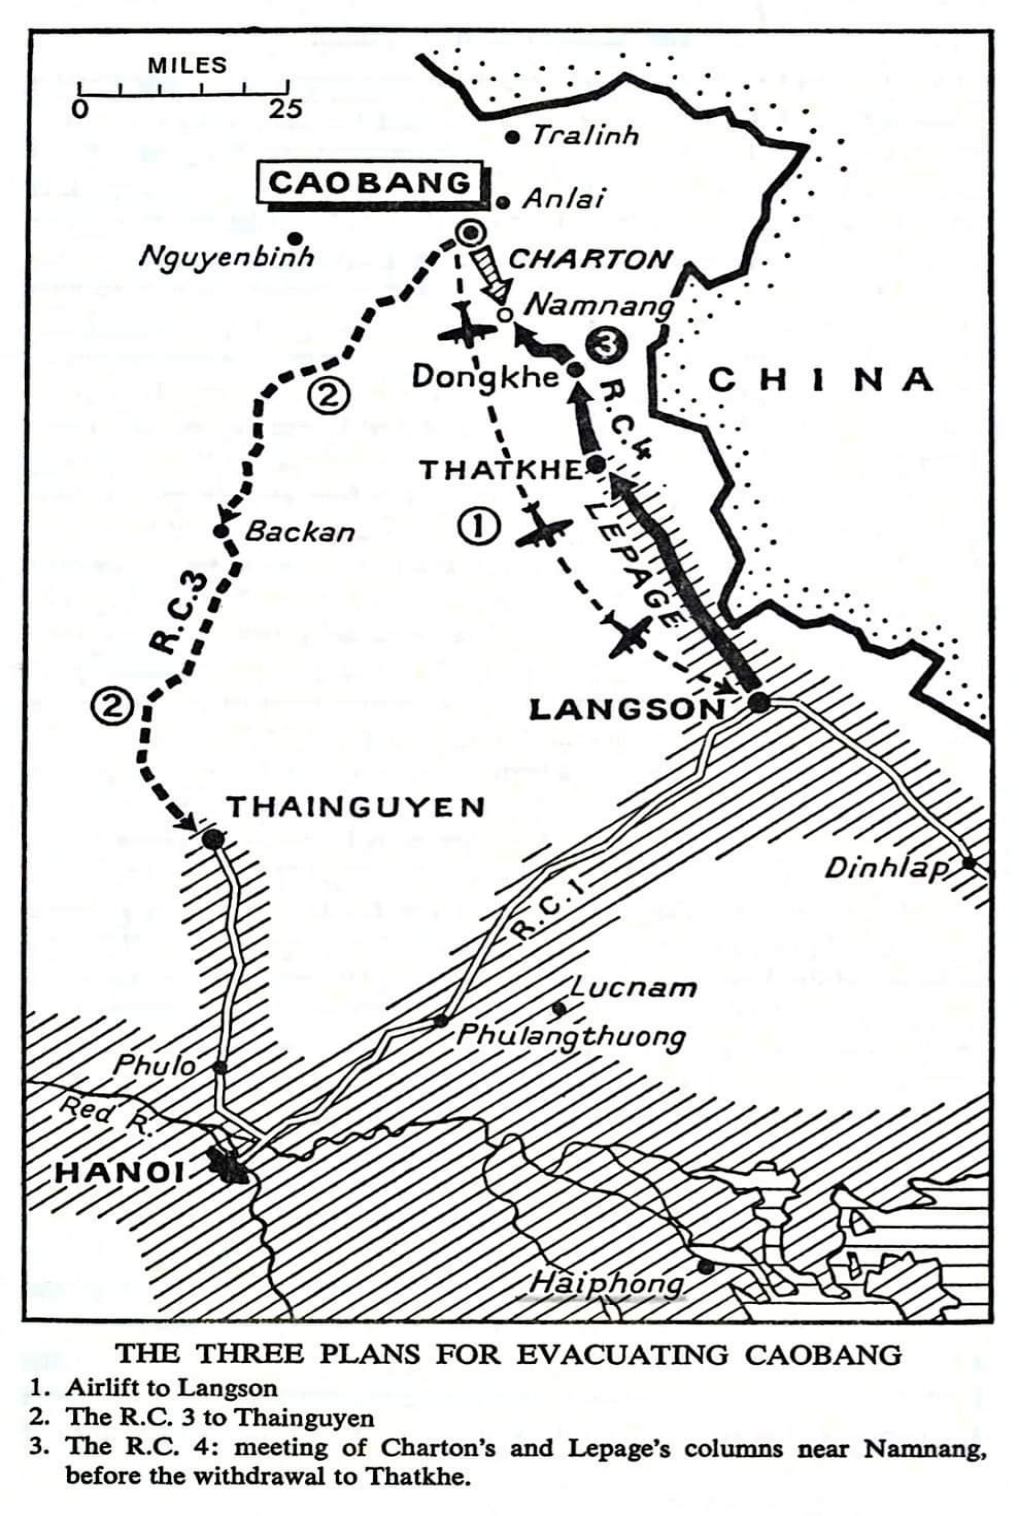 MILES
0 25
Tralinh
CAOBANG
Anlai
Nguyenbinh
CHARTON
Namnang
3
Dongkhe
CHINA
2
R.C.4
THATKHE
1
LEPAGE
Backan
R.C.3
2
LANGSON
THAINGUYEN
Dinhlap
R.C.1
Lucnam
Phulangthuong
Phulo
Red R.
HANOI
Haiphong
THE THREE PLANS FOR EVACUATING CAOBANG
1. Airlift to Langson
2. The R.C. 3 to Thainguyen
3. The R.C. 4: meeting of Charton's and Lepage's columns near Namnang,
before the withdrawal to Thatkhe.